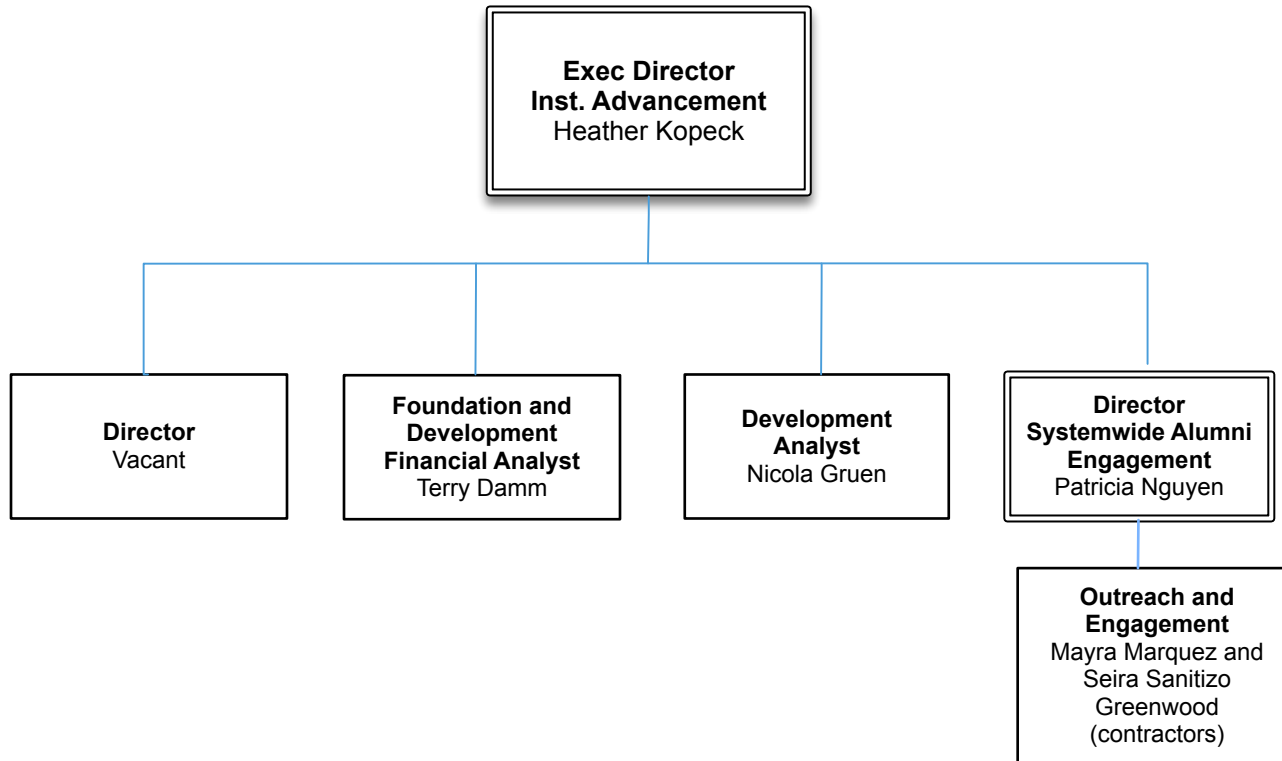 Exec Director
Inst. Advancement
Heather Kopeck
Director
Vacant
Foundation and
Development
Financial Analyst
Terry Damm
Development
Analyst
Nicola Gruen
Director
Systemwide Alumni
Engagement
Patricia Nguyen
Outreach and
Engagement
Mayra Marquez and
Seira Sanitizo
Greenwood
(contractors)